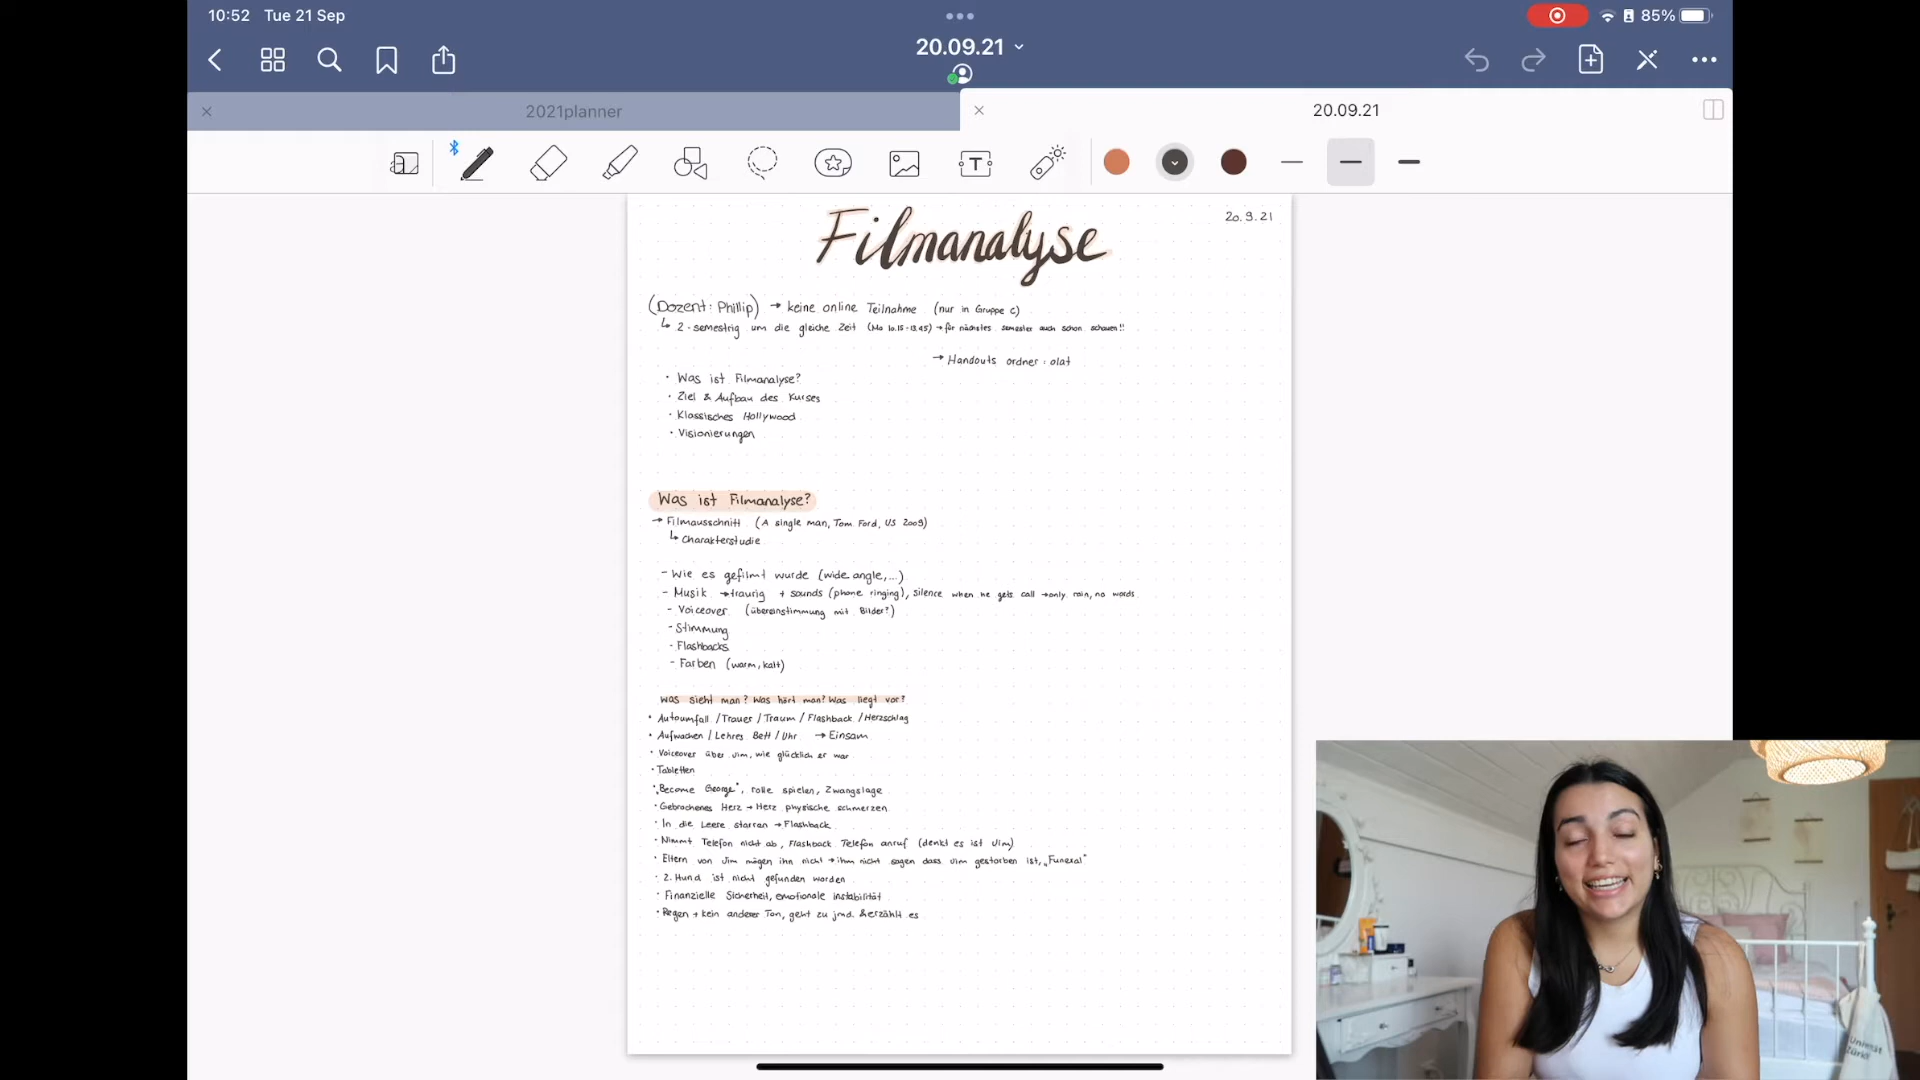 10:52 Tue 21 Sep
85%
20.09.21
2021planner
20.09.21
Filmanalyse
20.9.21
(Dozent: Phillip) → keine online Teilnahme (nur in Gruppe C)
↳ 2-semestrig um die gleiche Zeit (Mo 10.15-13.45) → für nächstes semester auch schon schauen!!
→ Handouts ordner: olat
· Was ist Filmanalyse?
· Ziel & Aufbau des Kurses
· Klassisches Hollywood
· Visionierungen
Was ist Filmanalyse?
→ Filmausschnitt (A single man, Tom Ford, US 2009)
↳ Charakterstudie
- Wie es gefilmt wurde (wide angle,...)
- Musik → traurig + sounds (phone ringing), silence when he gets call → only rain, no words
- Voiceover (übereinstimmung mit Bilder?)
- Stimmung
- Flashbacks
- Farben (warm, kalt)
Was sieht man? Was hört man? Was liegt vor?
· Autounfall / Trauer / Traum / Flashback / Herzschlag
· Aufwachen / Lehres Bett / Uhr → Einsam
· Voiceover über Jim, wie glücklich er war
· Tabletten
· „Become George", rolle spielen, Zwangslage
· Gebrochenes Herz → Herz physische schmerzen
· In die Leere starren → Flashback
· Nimmt Telefon nicht ab, Flashback Telefon anruf (denkt es ist Jim)
· Eltern von Jim mögen ihn nicht → ihm nicht sagen dass Jim gestorben ist, „Funeral"
· 2. Hund ist nicht gefunden worden
· Finanzielle Sicherheit, emotionale instabilität
· Regen + kein anderer Ton, geht zu jmd. & erzählt es
Universität
Zürich